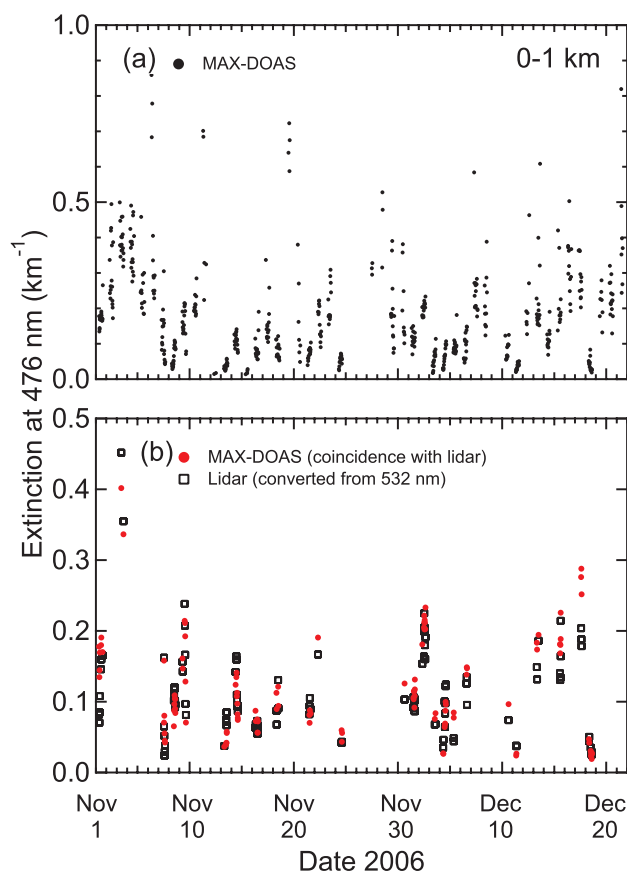 1.0
(a) MAX-DOAS 0-1 km
0.5
0.0
Extinction at 476 nm (km⁻¹)
0.5
(b) MAX-DOAS (coincidence with lidar)
Lidar (converted from 532 nm)
0.4
0.3
0.2
0.1
0.0
Nov Nov Nov Nov Dec Dec
1 10 20 30 10 20
Date 2006